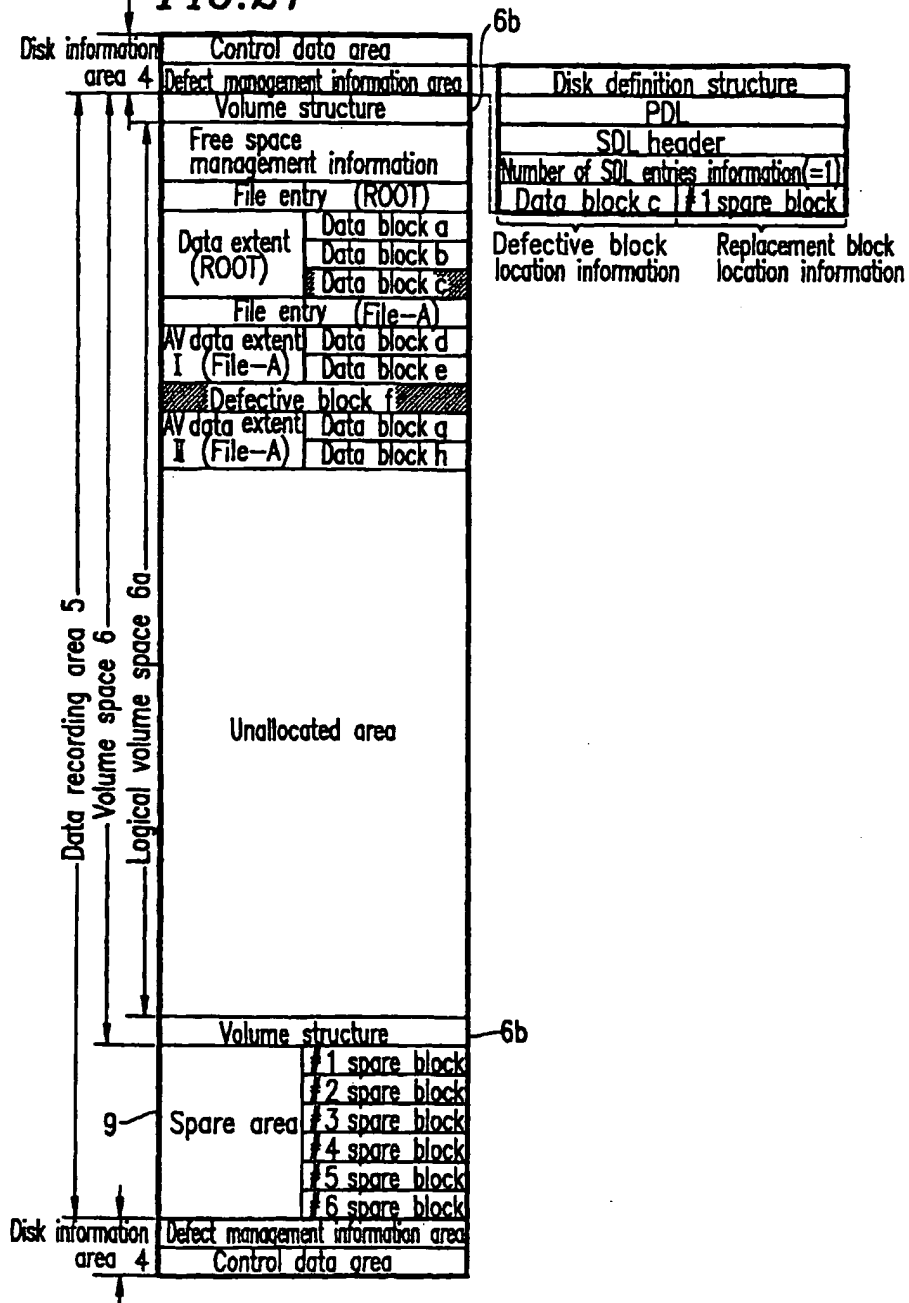 FIG.27
6b
Disk information
area 4
Control data area
Defect management information area
Volume structure
Free space
management information
File entry (ROOT)
Data extent
(ROOT)
Data block a
Data block b
Data block c
File entry (File-A)
AV data extent
I (File-A)
Data block d
Data block e
Defective block f
AV data extent
II (File-A)
Data block g
Data block h
Disk definition structure
PDL
SDL header
Number of SDL entries information(=1)
Data block c
#1 spare block
Defective block
location information
Replacement block
location information
Data recording area 5
Volume space 6
Logical volume space 6a
Unallocated area
Volume structure
6b
9
Spare area
#1 spare block
#2 spare block
#3 spare block
#4 spare block
#5 spare block
#6 spare block
Disk information
area 4
Defect management information area
Control data area